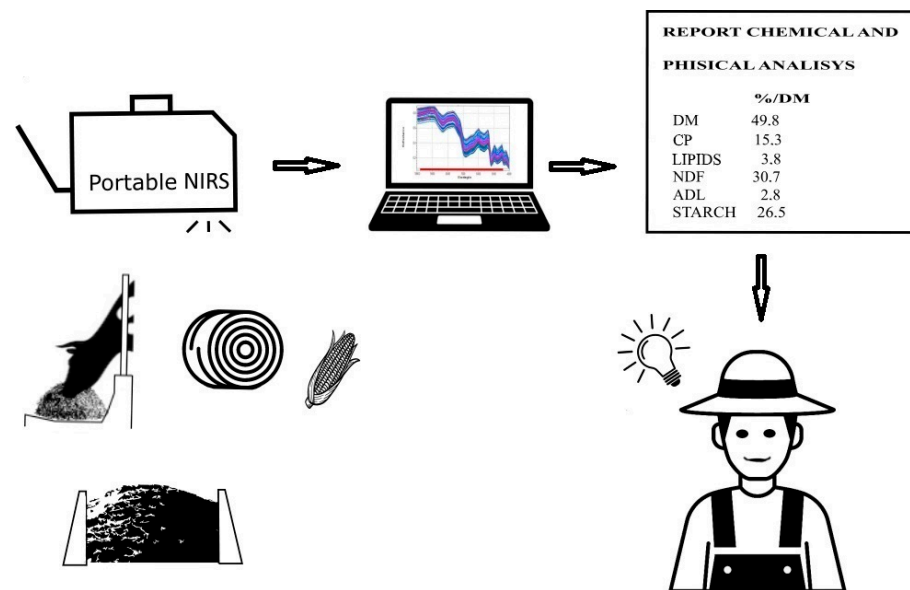 Portable NIRS
REPORT CHEMICAL AND
PHISICAL ANALISYS
%/DM
DM 49.8
CP 15.3
LIPIDS 3.8
NDF 30.7
ADL 2.8
STARCH 26.5